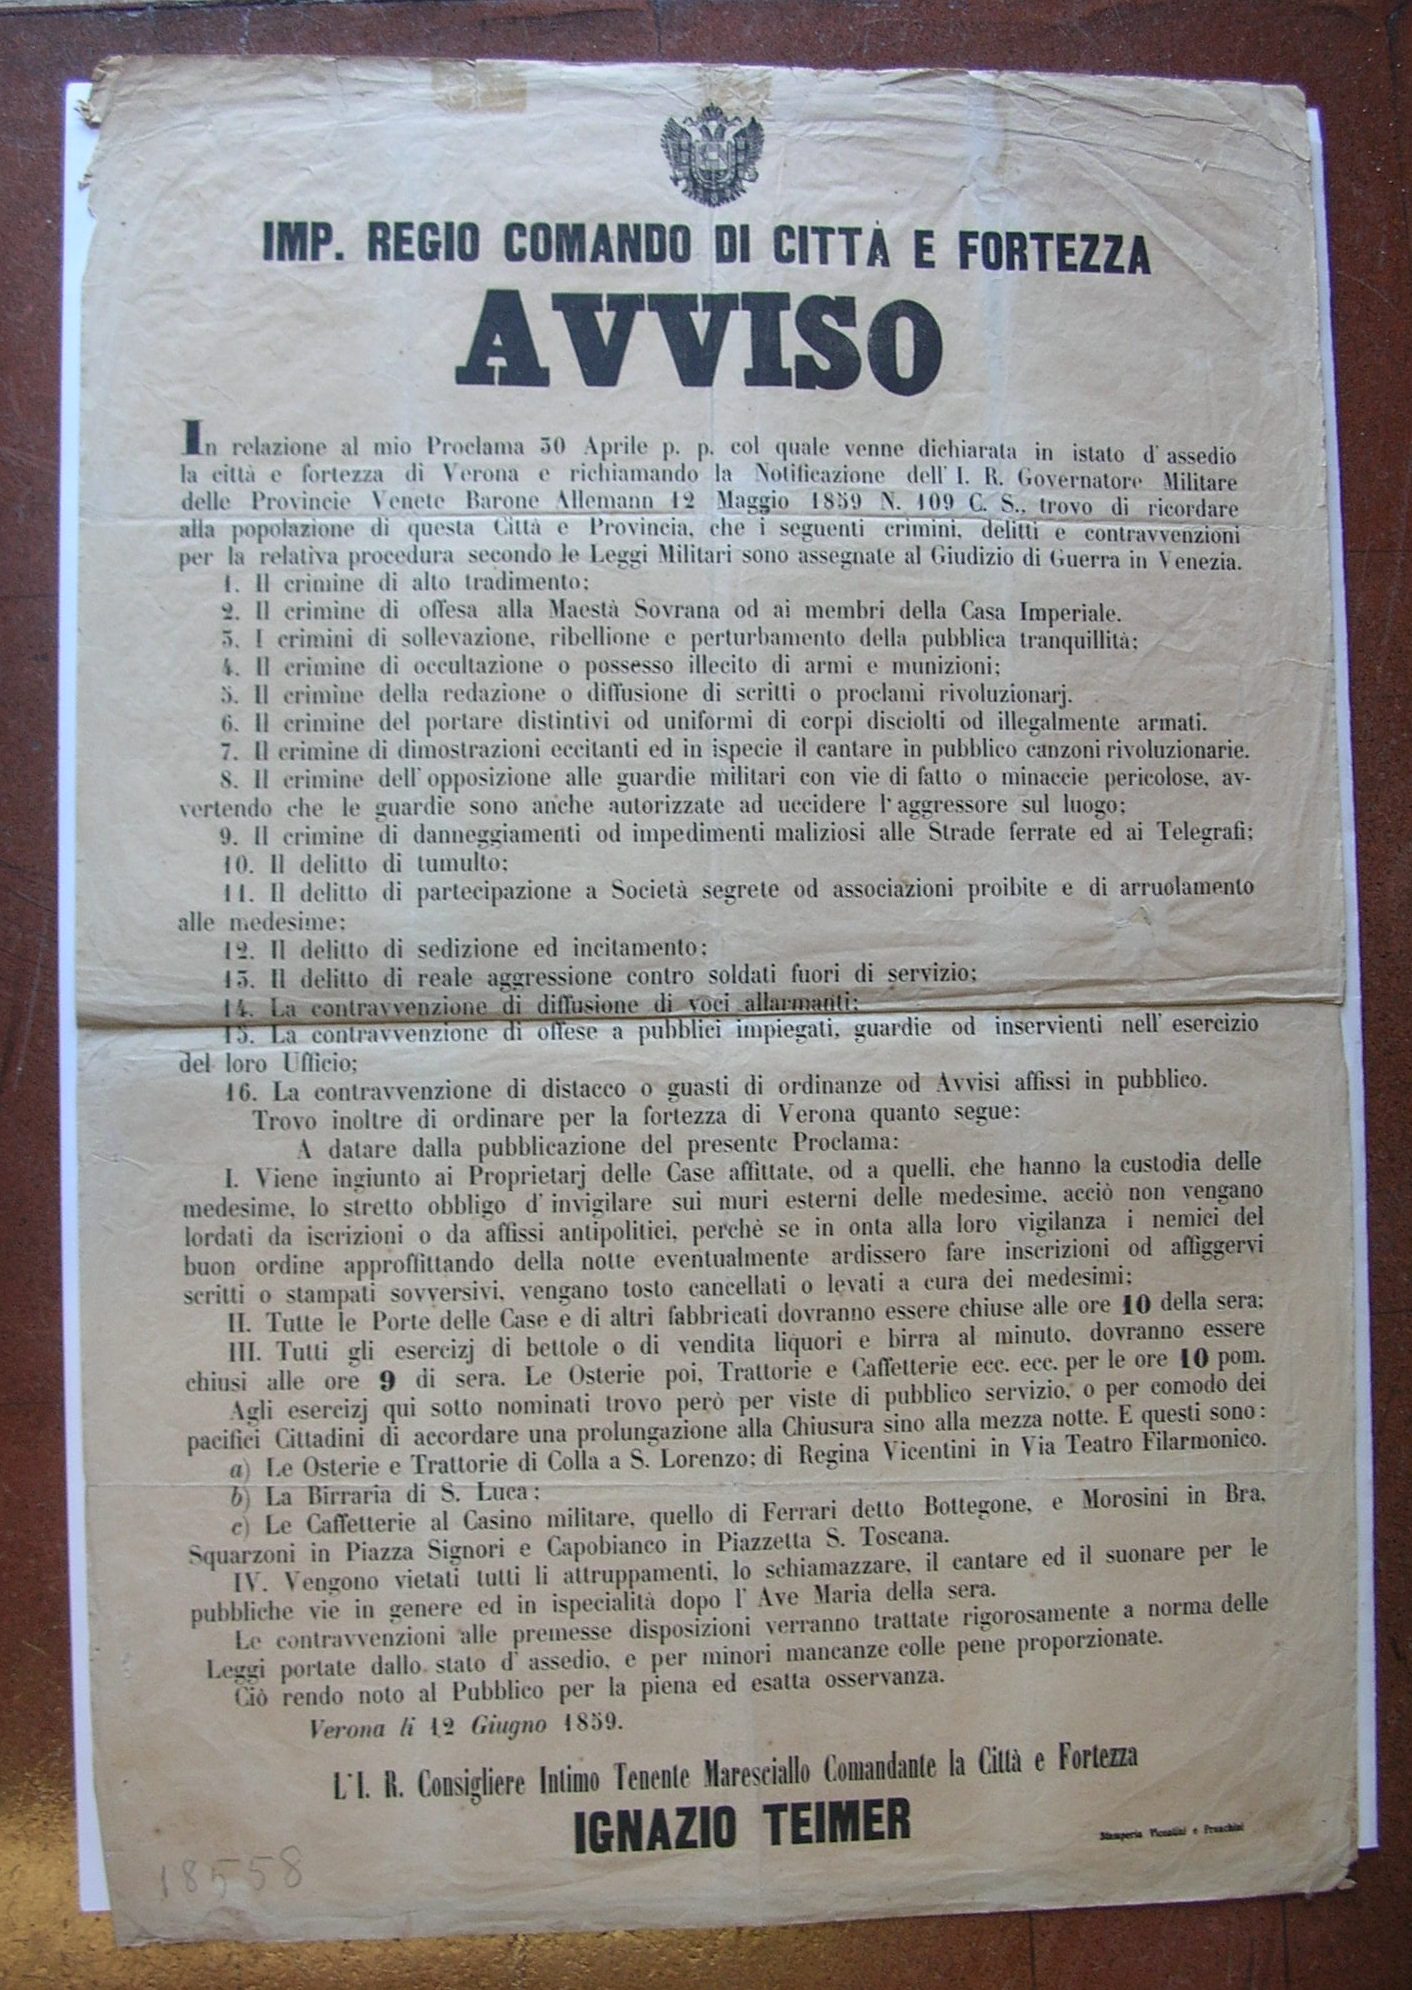 IMP. REGIO COMANDO DI CITTÀ E FORTEZZA
AVVISO
In relazione al mio Proclama 30 Aprile p. p. col quale venne dichiarata in istato d' assedio
la città e fortezza di Verona e richiamando la Notificazione dell' I. R. Governatore Militare
delle Provincie Venete Barone Allemann 12 Maggio 1859 N. 109 C. S., trovo di ricordare
alla popolazione di questa Città e Provincia, che i seguenti crimini, delitti e contravvenzioni
per la relativa procedura secondo le Leggi Militari sono assegnate al Giudizio di Guerra in Venezia.
1. Il crimine di alto tradimento;
2. Il crimine di offesa alla Maestà Sovrana od ai membri della Casa Imperiale.
3. I crimini di sollevazione, ribellione e perturbamento della pubblica tranquillità;
4. Il crimine di occultazione o possesso illecito di armi e munizioni;
5. Il crimine della redazione o diffusione di scritti o proclami rivoluzionarj.
6. Il crimine del portare distintivi od uniformi di corpi disciolti od illegalmente armati.
7. Il crimine di dimostrazioni eccitanti ed in ispecie il cantare in pubblico canzoni rivoluzionarie.
8. Il crimine dell' opposizione alle guardie militari con vie di fatto o minaccie pericolose, av-
vertendo che le guardie sono anche autorizzate ad uccidere l' aggressore sul luogo;
9. Il crimine di danneggiamenti od impedimenti maliziosi alle Strade ferrate ed ai Telegrafi;
10. Il delitto di tumulto;
11. Il delitto di partecipazione a Società segrete od associazioni proibite e di arruolamento
alle medesime;
12. Il delitto di sedizione ed incitamento;
13. Il delitto di reale aggressione contro soldati fuori di servizio;
14. La contravvenzione di diffusione di voci allarmanti;
15. La contravvenzione di offese a pubblici impiegati, guardie od inservienti nell' esercizio
del loro Ufficio;
16. La contravvenzione di distacco o guasti di ordinanze od Avvisi affissi in pubblico.
Trovo inoltre di ordinare per la fortezza di Verona quanto segue:
A datare dalla pubblicazione del presente Proclama:
I. Viene ingiunto ai Proprietarj delle Case affittate, od a quelli, che hanno la custodia delle
medesime, lo stretto obbligo d' invigilare sui muri esterni delle medesime, acciò non vengano
lordati da iscrizioni o da affissi antipolitici, perchè se in onta alla loro vigilanza i nemici del
buon ordine approffittando della notte eventualmente ardissero fare inscrizioni od affiggervi
scritti o stampati sovversivi, vengano tosto cancellati o levati a cura dei medesimi;
II. Tutte le Porte delle Case e di altri fabbricati dovranno essere chiuse alle ore 10 della sera;
III. Tutti gli esercizj di bettole o di vendita liquori e birra al minuto, dovranno essere
chiusi alle ore 9 di sera. Le Osterie poi, Trattorie e Caffetterie ecc. ecc. per le ore 10 pom.
Agli esercizj qui sotto nominati trovo però per viste di pubblico servizio, o per comodo dei
pacifici Cittadini di accordare una prolungazione alla Chiusura sino alla mezza notte. E questi sono:
a) Le Osterie e Trattorie di Colla a S. Lorenzo; di Regina Vicentini in Via Teatro Filarmonico.
b) La Birraria di S. Luca;
c) Le Caffetterie al Casino militare, quello di Ferrari detto Bottegone, e Morosini in Bra,
Squarzoni in Piazza Signori e Capobianco in Piazzetta S. Toscana.
IV. Vengono vietati tutti li attruppamenti, lo schiamazzare, il cantare ed il suonare per le
pubbliche vie in genere ed in ispecialità dopo l' Ave Maria della sera.
Le contravvenzioni alle premesse disposizioni verranno trattate rigorosamente a norma delle
Leggi portate dallo stato d' assedio, e per minori mancanze colle pene proporzionate.
Ciò rendo noto al Pubblico per la piena ed esatta osservanza.
Verona li 12 Giugno 1859.
L' I. R. Consigliere Intimo Tenente Maresciallo Comandante la Città e Fortezza
IGNAZIO TEIMER
Stamperia Vicentini e Franchini
18558